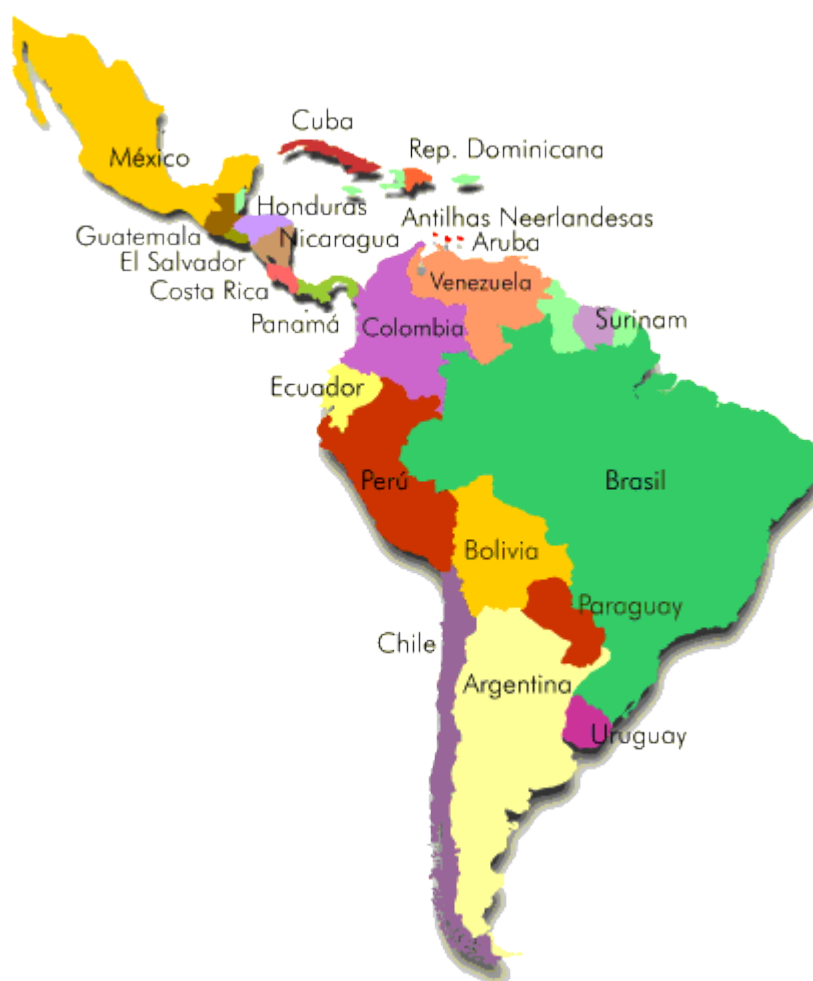 Cuba
Rep. Dominicana
México
Honduras
Antilhas Neerlandesas
Guatemala
Nicaragua
Aruba
El Salvador
Costa Rica
Venezuela
Panamá
Colombia
Surinam
Ecuador
Perú
Brasil
Bolivia
Paraguay
Chile
Argentina
Uruguay